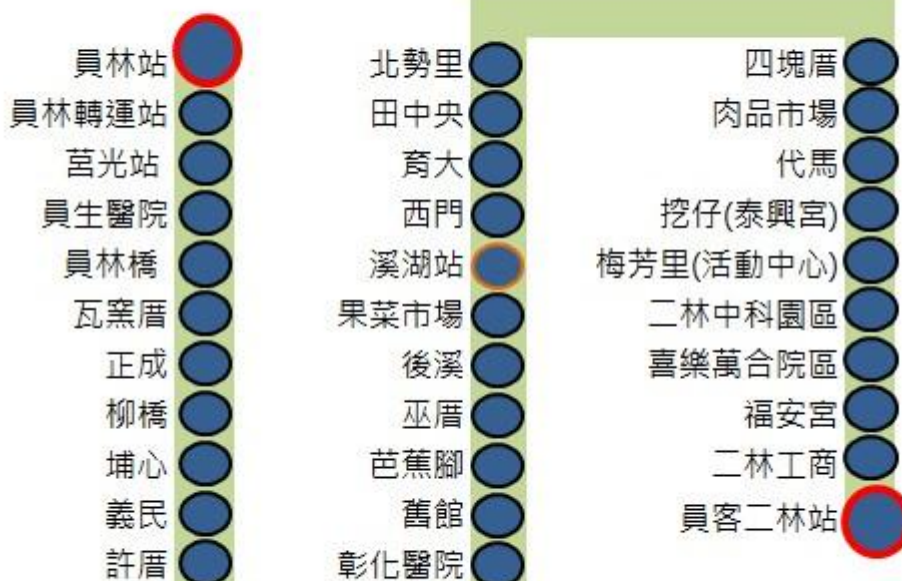 員林站
員林轉運站
莒光站
員生醫院
員林橋
瓦窯厝
正成
柳橋
埔心
義民
許厝
北勢里
田中央
育大
西門
溪湖站
果菜市場
後溪
巫厝
芭蕉腳
舊館
彰化醫院
四塊厝
肉品市場
代馬
挖仔(泰興宮)
梅芳里(活動中心)
二林中科園區
喜樂萬合院區
福安宮
二林工商
員客二林站